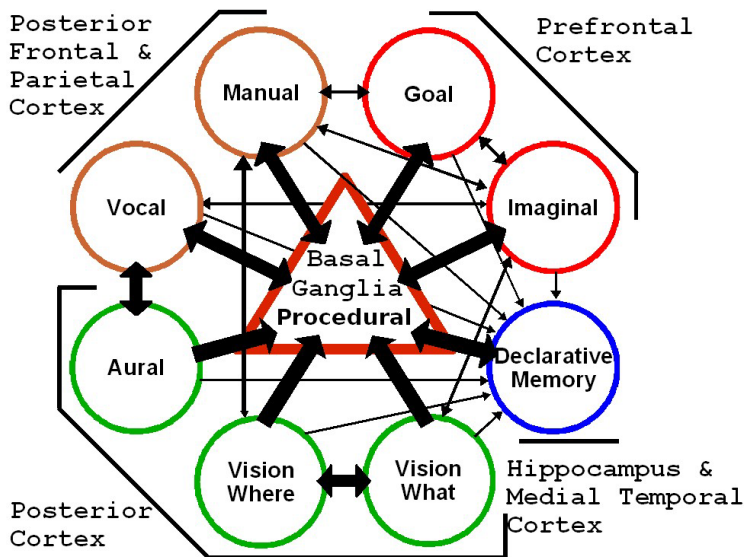 Posterior
Frontal &
Parietal
Cortex
Prefrontal
Cortex
Manual
Goal
Vocal
Imaginal
Basal
Ganglia
Procedural
Aural
Declarative
Memory
Vision
Where
Vision
What
Posterior
Cortex
Hippocampus &
Medial Temporal
Cortex